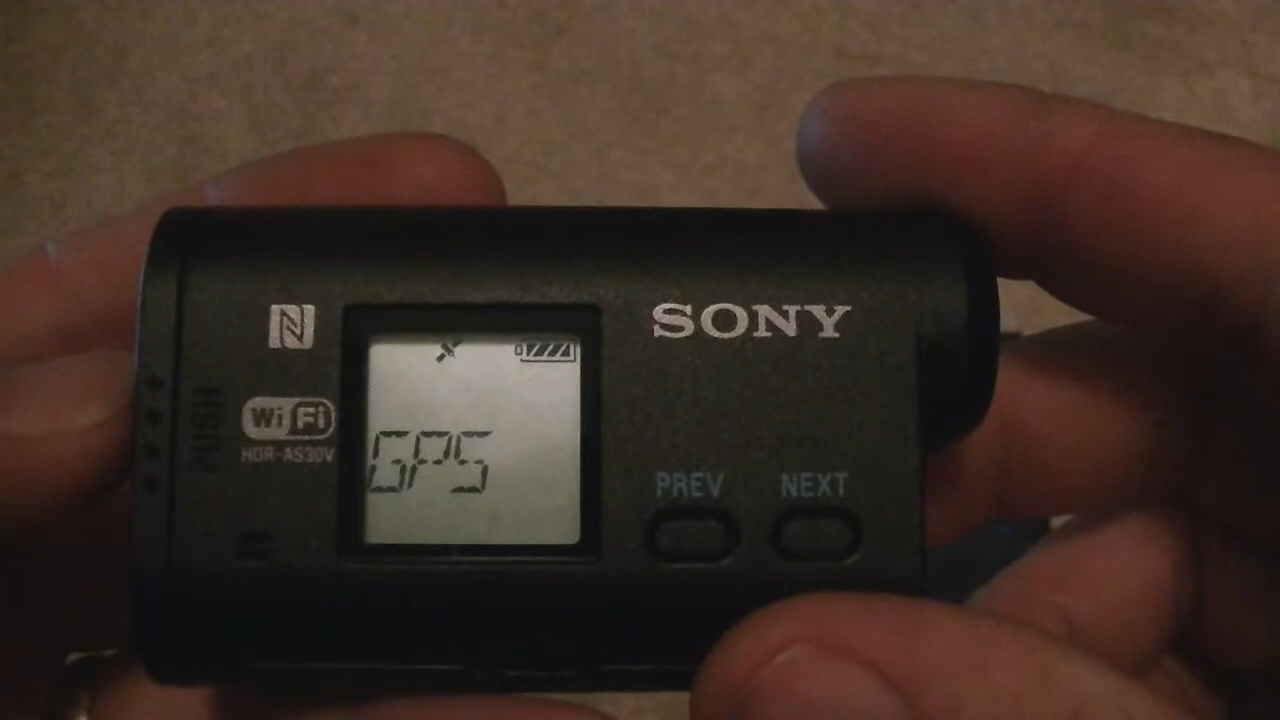 SONY
PUSH
Wi Fi
HDR-AS30V
GPS
PREV NEXT